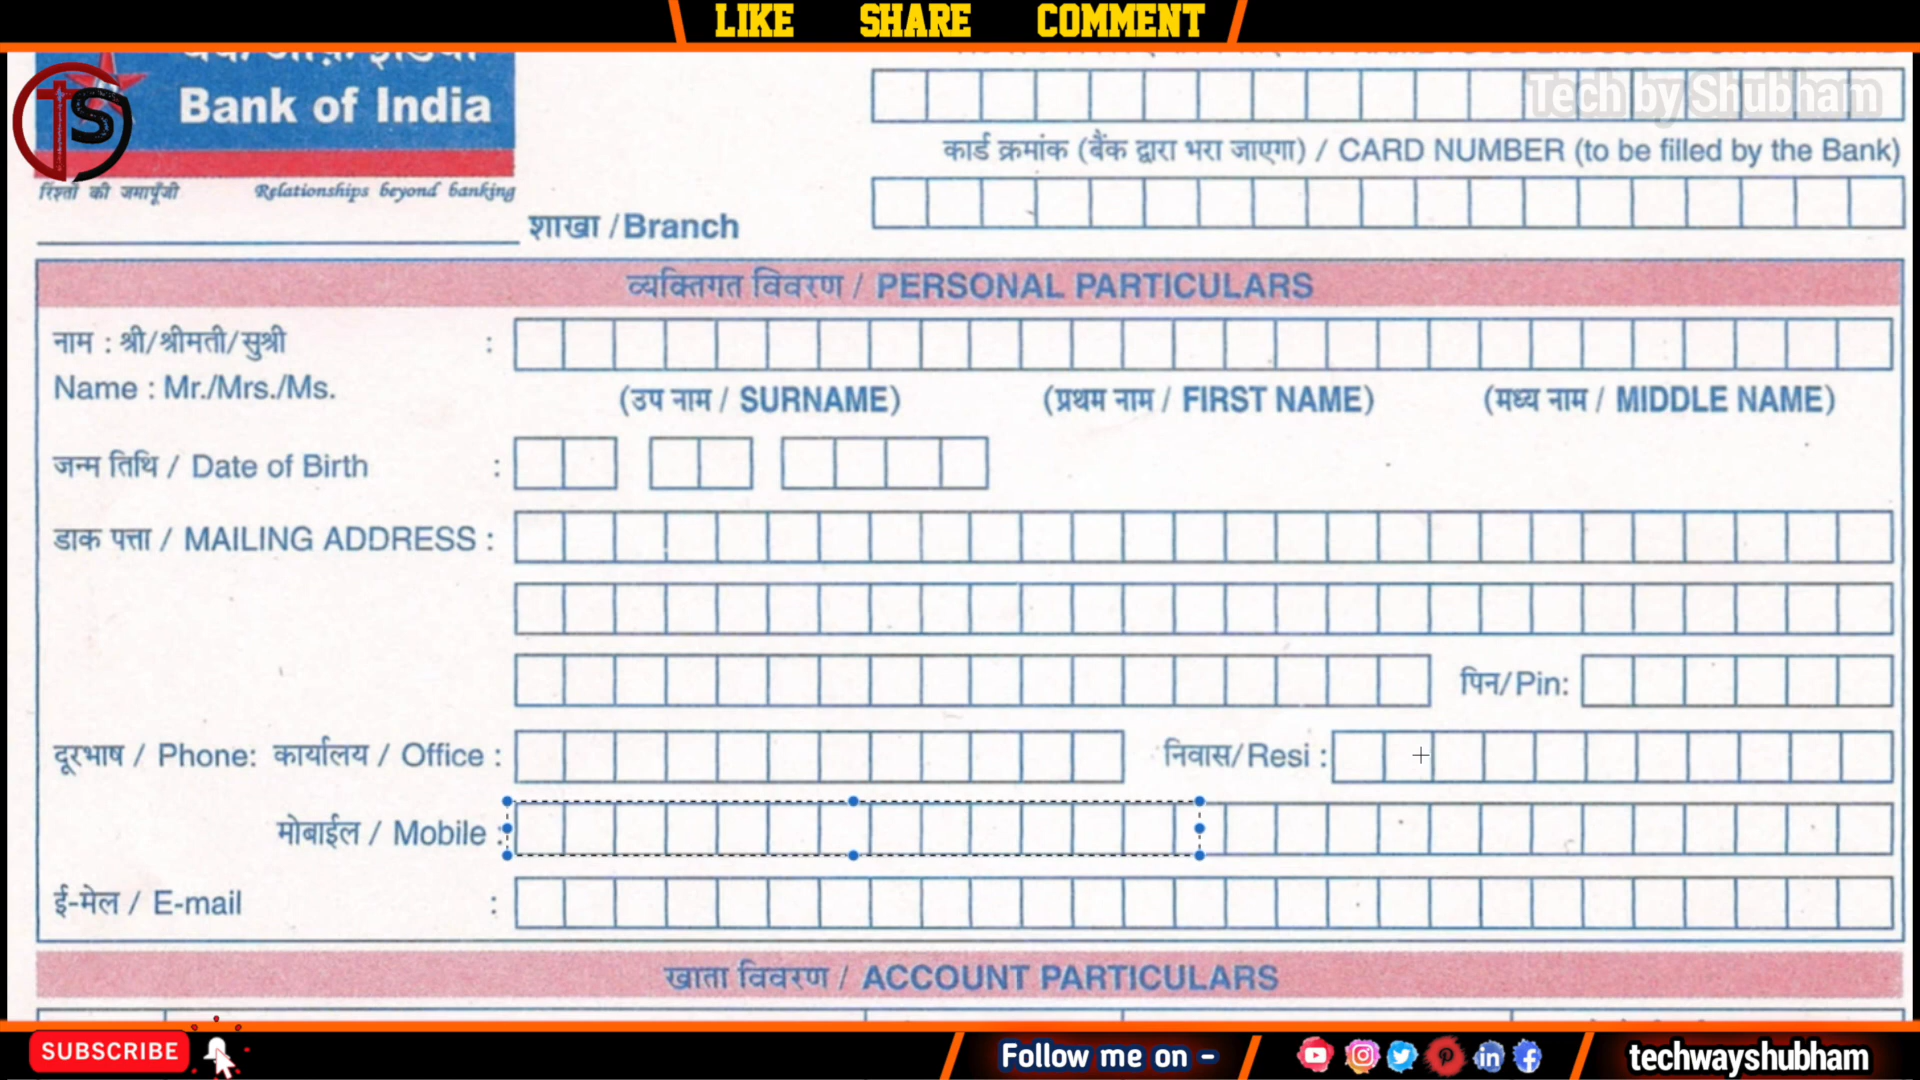 LIKE SHARE COMMENT
Tech by Shubham
Bank of India
रिश्तों की जमापूँजी Relationships beyond banking
शाखा / Branch
कार्ड क्रमांक (बैंक द्वारा भरा जाएगा) / CARD NUMBER (to be filled by the Bank)
व्यक्तिगत विवरण / PERSONAL PARTICULARS
नाम : श्री/श्रीमती/सुश्री :
Name : Mr./Mrs./Ms.
(उप नाम / SURNAME) (प्रथम नाम / FIRST NAME) (मध्य नाम / MIDDLE NAME)
जन्म तिथि / Date of Birth :
डाक पत्ता / MAILING ADDRESS :
पिन/Pin:
दूरभाष / Phone: कार्यालय / Office : निवास/Resi :
मोबाईल / Mobile :
ई-मेल / E-mail :
खाता विवरण / ACCOUNT PARTICULARS
SUBSCRIBE Follow me on - techwayshubham